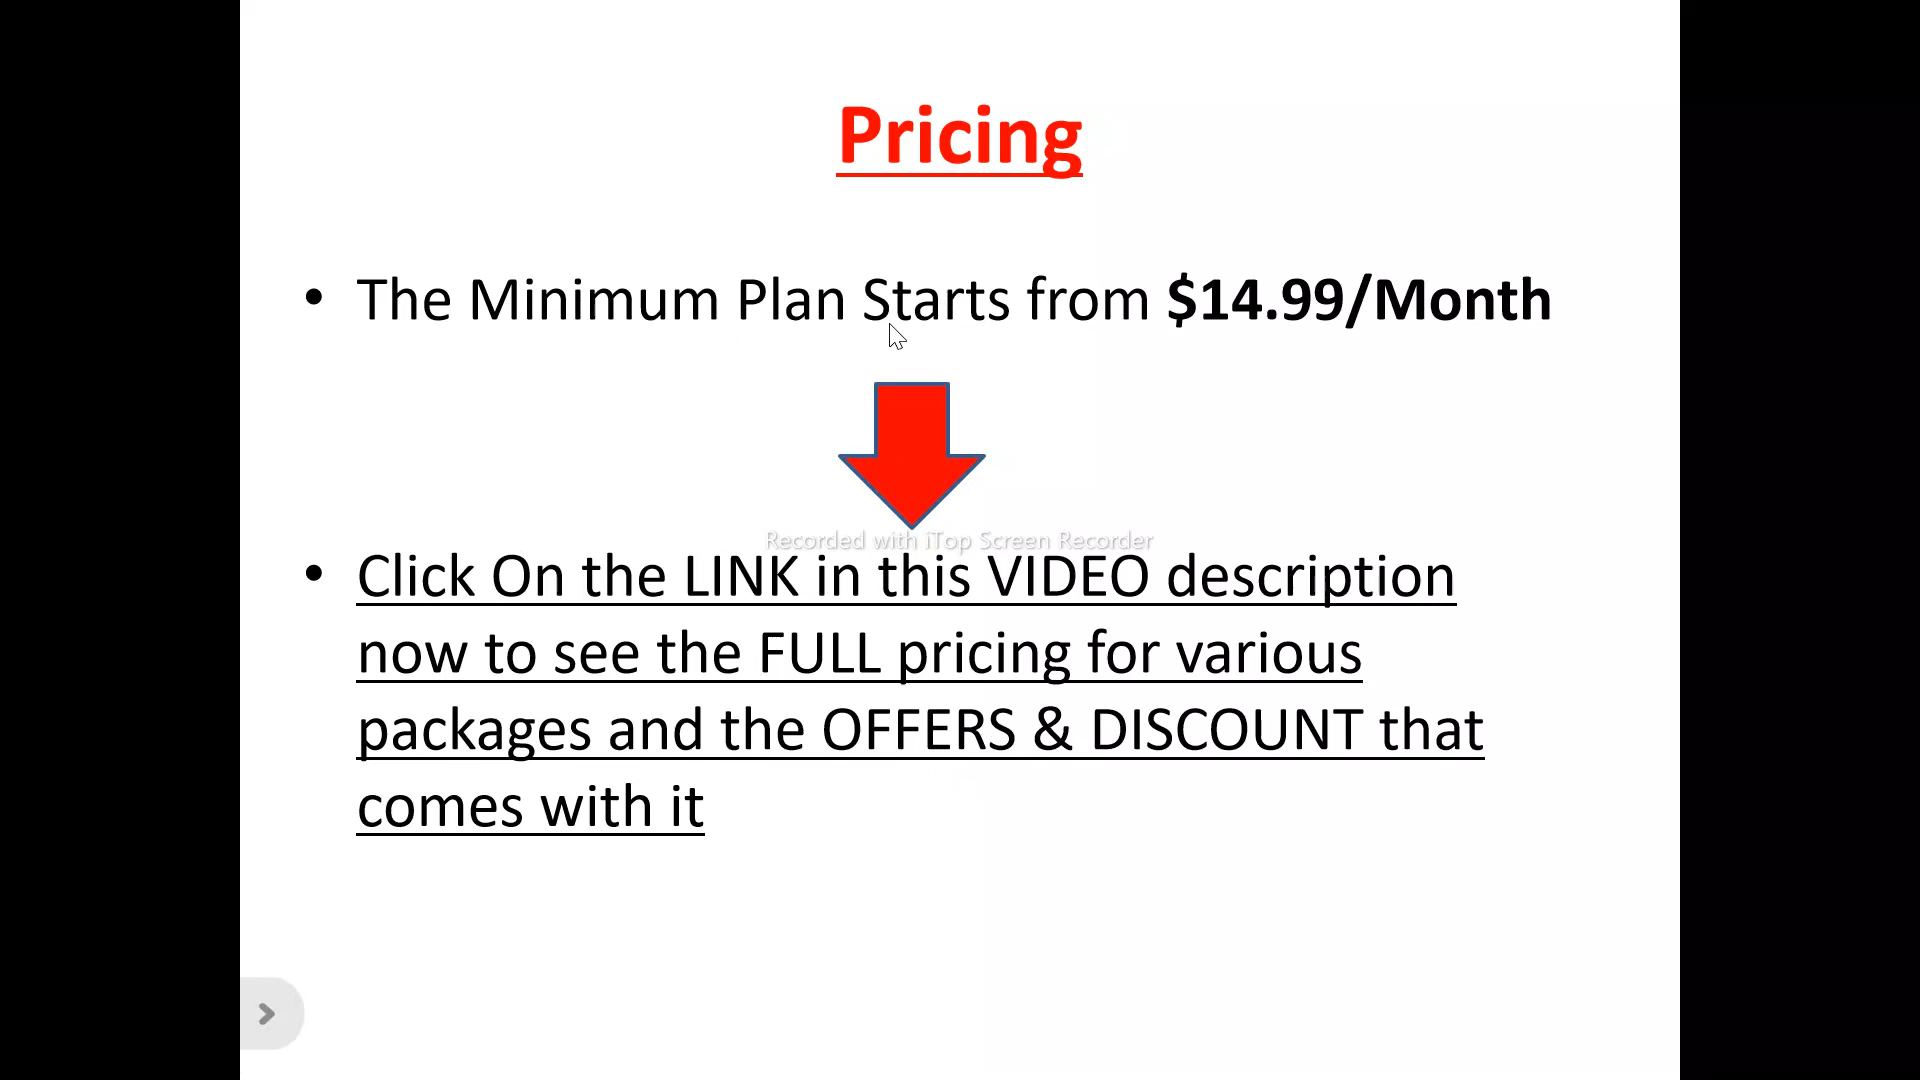 Pricing
• The Minimum Plan Starts from $14.99/Month
Recorded with iTop Screen Recorder
• Click On the LINK in this VIDEO description
now to see the FULL pricing for various
packages and the OFFERS & DISCOUNT that
comes with it